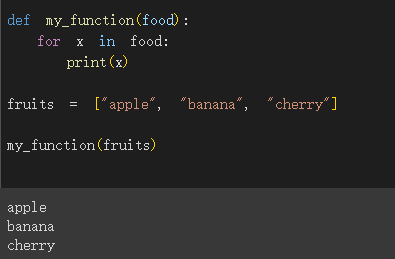 def my_function(food):
    for x in food:
        print(x)
fruits = ["apple", "banana", "cherry"]
my_function(fruits)
apple
banana
cherry